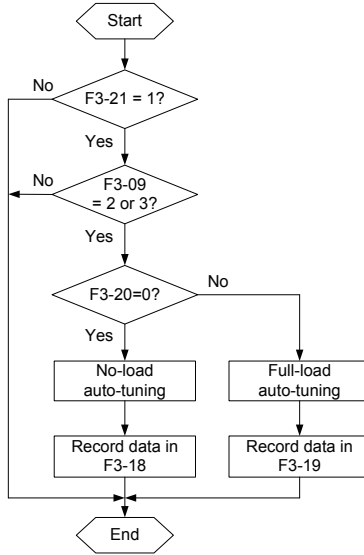 Start
No
F3-21 = 1?
Yes
No
F3-09
= 2 or 3?
Yes
F3-20=0?
No
Yes
No-load
auto-tuning
Full-load
auto-tuning
Record data in
F3-18
Record data in
F3-19
End